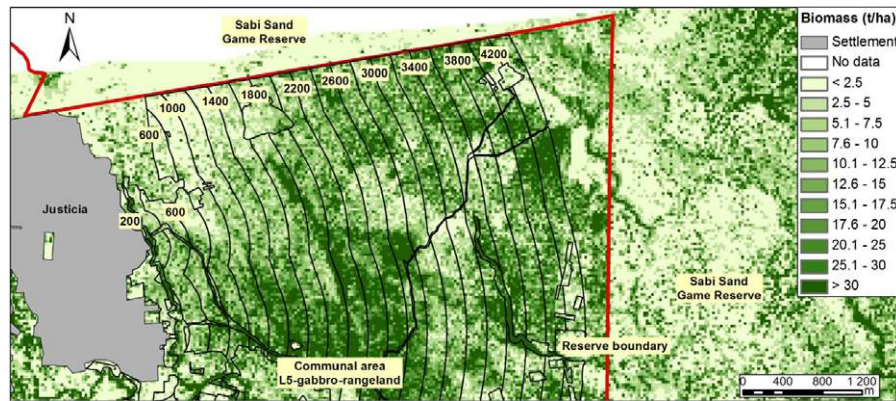 Sabi Sand
Game Reserve
N
Biomass (t/ha)
Settlement
No data
< 2.5
2.5 - 5
5.1 - 7.5
7.6 - 10
10.1 - 12.5
12.6 - 15
15.1 - 17.5
17.6 - 20
20.1 - 25
25.1 - 30
> 30
4200
3800
3400
3000
2600
2200
1800
1400
1000
600
Justicia
200
600
Sabi Sand
Game Reserve
Reserve boundary
Communal area
L5-gabbro-rangeland
0 400 800 1 200
m